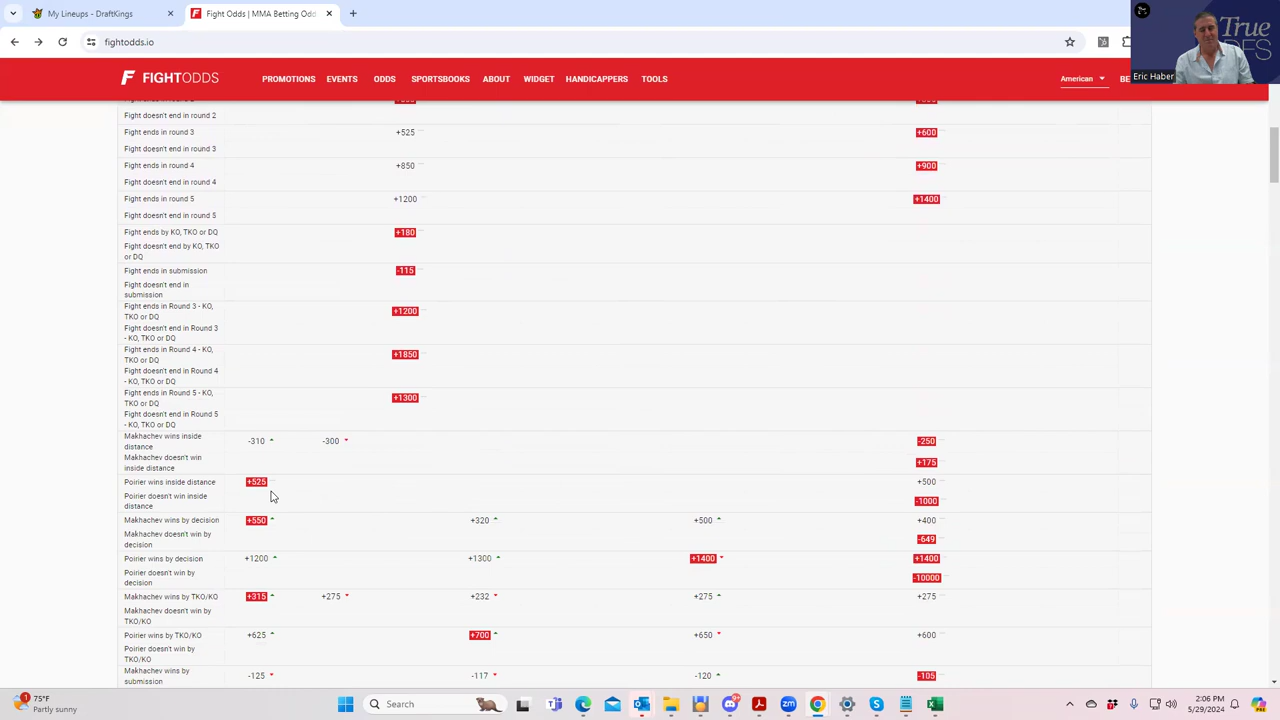 My Lineups - DraftKings
Fight Odds | MMA Betting Odds
fightodds.io
True
DFS
Eric Haber
FIGHTODDS PROMOTIONS EVENTS ODDS SPORTSBOOKS ABOUT WIDGET HANDICAPPERS TOOLS American BE
Fight ends in round 2
Fight doesn't end in round 2
Fight ends in round 3 +525 +600
Fight doesn't end in round 3
Fight ends in round 4 +850 +900
Fight doesn't end in round 4
Fight ends in round 5 +1200 +1400
Fight doesn't end in round 5
Fight ends by KO, TKO or DQ +180
Fight doesn't end by KO, TKO
or DQ
Fight ends in submission -115
Fight doesn't end in
submission
Fight ends in Round 3 - KO,
TKO or DQ +1200
Fight doesn't end in Round 3
- KO, TKO or DQ
Fight ends in Round 4 - KO,
TKO or DQ +1850
Fight doesn't end in Round 4
- KO, TKO or DQ
Fight ends in Round 5 - KO,
TKO or DQ +1300
Fight doesn't end in Round 5
- KO, TKO or DQ
Makhachev wins inside
distance -310 -300 -250
Makhachev doesn't win
inside distance +175
Poirier wins inside distance +525 +500
Poirier doesn't win inside
distance -1000
Makhachev wins by decision +550 +320 +500 +400
Makhachev doesn't win by
decision -649
Poirier wins by decision +1200 +1300 +1400 +1400
Poirier doesn't win by
decision -10000
Makhachev wins by TKO/KO +315 +275 +232 +275 +275
Makhachev doesn't win by
TKO/KO
Poirier wins by TKO/KO +625 +700 +650 +600
Poirier doesn't win by
TKO/KO
Makhachev wins by
submission -125 -117 -120 -105
1
75°F
Partly sunny
Search
2:06 PM
5/29/2024